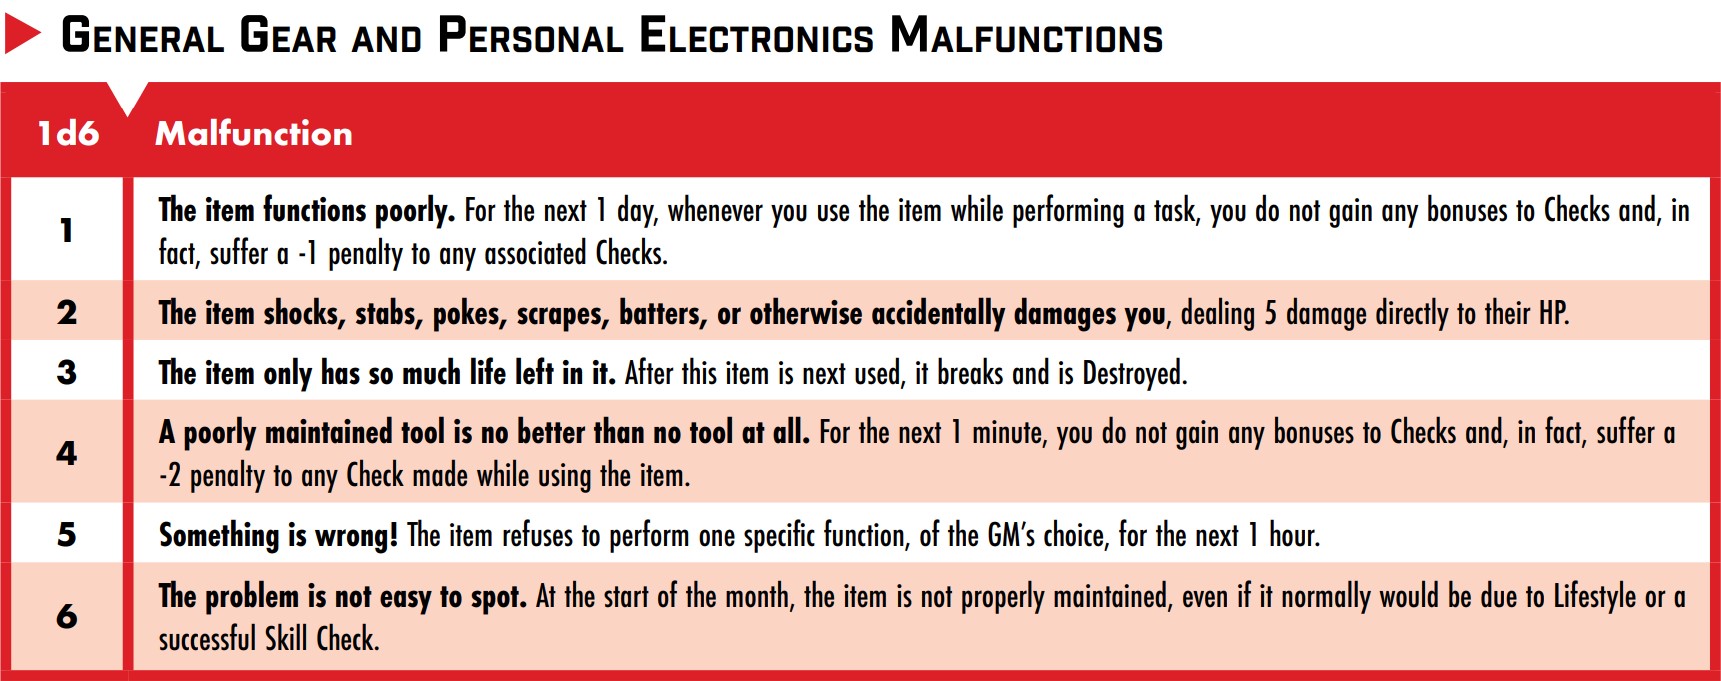 GENERAL GEAR AND PERSONAL ELECTRONICS MALFUNCTIONS
1d6 Malfunction
1 The item functions poorly. For the next 1 day, whenever you use the item while performing a task, you do not gain any bonuses to Checks and, in
fact, suffer a -1 penalty to any associated Checks.
2 The item shocks, stabs, pokes, scrapes, batters, or otherwise accidentally damages you, dealing 5 damage directly to their HP.
3 The item only has so much life left in it. After this item is next used, it breaks and is Destroyed.
4 A poorly maintained tool is no better than no tool at all. For the next 1 minute, you do not gain any bonuses to Checks and, in fact, suffer a
-2 penalty to any Check made while using the item.
5 Something is wrong! The item refuses to perform one specific function, of the GM's choice, for the next 1 hour.
6 The problem is not easy to spot. At the start of the month, the item is not properly maintained, even if it normally would be due to Lifestyle or a
successful Skill Check.